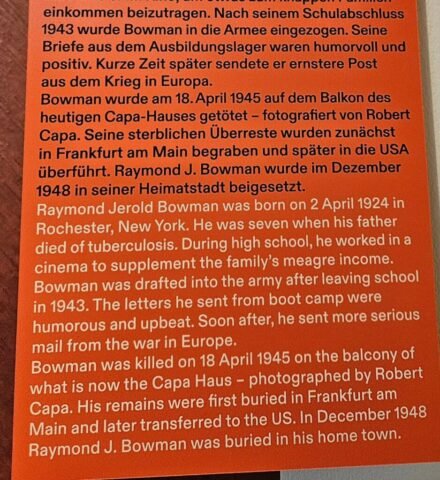 einkommen beizutragen. Nach seinem Schulabschluss
1943 wurde Bowman in die Armee eingezogen. Seine
Briefe aus dem Ausbildungslager waren humorvoll und
positiv. Kurze Zeit später sendete er ernstere Post
aus dem Krieg in Europa.
Bowman wurde am 18. April 1945 auf dem Balkon des
heutigen Capa-Hauses getötet – fotografiert von Robert
Capa. Seine sterblichen Überreste wurden zunächst
in Frankfurt am Main begraben und später in die USA
überführt. Raymond J. Bowman wurde im Dezember
1948 in seiner Heimatstadt beigesetzt.
Raymond Jerold Bowman was born on 2 April 1924 in
Rochester, New York. He was seven when his father
died of tuberculosis. During high school, he worked in a
cinema to supplement the family's meagre income.
Bowman was drafted into the army after leaving school
in 1943. The letters he sent from boot camp were
humorous and upbeat. Soon after, he sent more serious
mail from the war in Europe.
Bowman was killed on 18 April 1945 on the balcony of
what is now the Capa Haus – photographed by Robert
Capa. His remains were first buried in Frankfurt am
Main and later transferred to the US. In December 1948
Raymond J. Bowman was buried in his home town.